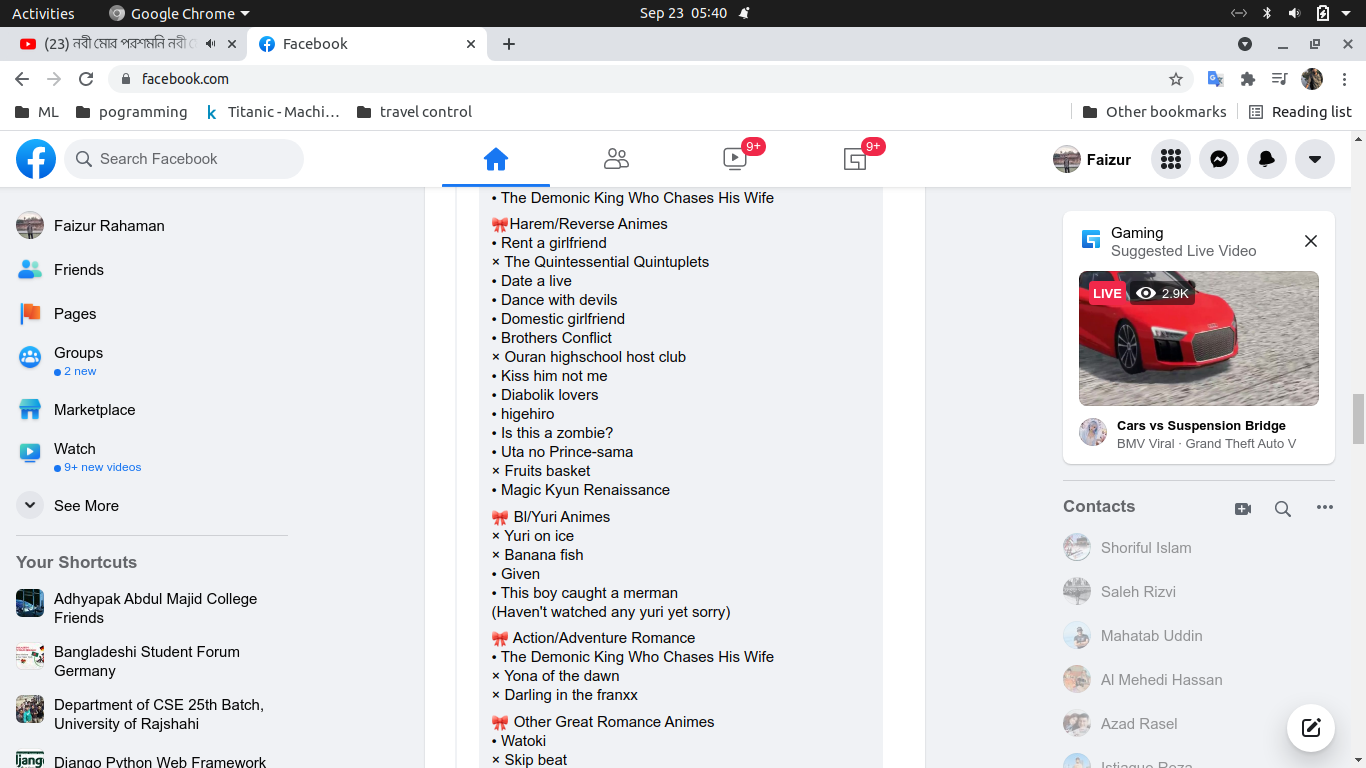 Activities
Google Chrome
Sep 23 05:40
(23) নবী মোর পরশমনি নবী
Facebook
facebook.com
ML
pogramming
Titanic - Machi...
travel control
Other bookmarks
Reading list
Search Facebook
9+
9+
Faizur
Faizur Rahaman
Friends
Pages
Groups
2 new
Marketplace
Watch
9+ new videos
See More
Your Shortcuts
Adhyapak Abdul Majid College
Friends
Bangladeshi Student Forum
Germany
Department of CSE 25th Batch,
University of Rajshahi
Django Python Web Framework
• The Demonic King Who Chases His Wife
🎀Harem/Reverse Animes
• Rent a girlfriend
× The Quintessential Quintuplets
• Date a live
• Dance with devils
• Domestic girlfriend
• Brothers Conflict
× Ouran highschool host club
• Kiss him not me
• Diabolik lovers
• higehiro
• Is this a zombie?
• Uta no Prince-sama
× Fruits basket
• Magic Kyun Renaissance
🎀 Bl/Yuri Animes
× Yuri on ice
× Banana fish
• Given
• This boy caught a merman
(Haven't watched any yuri yet sorry)
🎀 Action/Adventure Romance
• The Demonic King Who Chases His Wife
× Yona of the dawn
× Darling in the franxx
🎀 Other Great Romance Animes
• Watoki
× Skip beat
Gaming
Suggested Live Video
LIVE
2.9K
Cars vs Suspension Bridge
BMV Viral · Grand Theft Auto V
Contacts
Shoriful Islam
Saleh Rizvi
Mahatab Uddin
Al Mehedi Hassan
Azad Rasel
Istiaque Reza